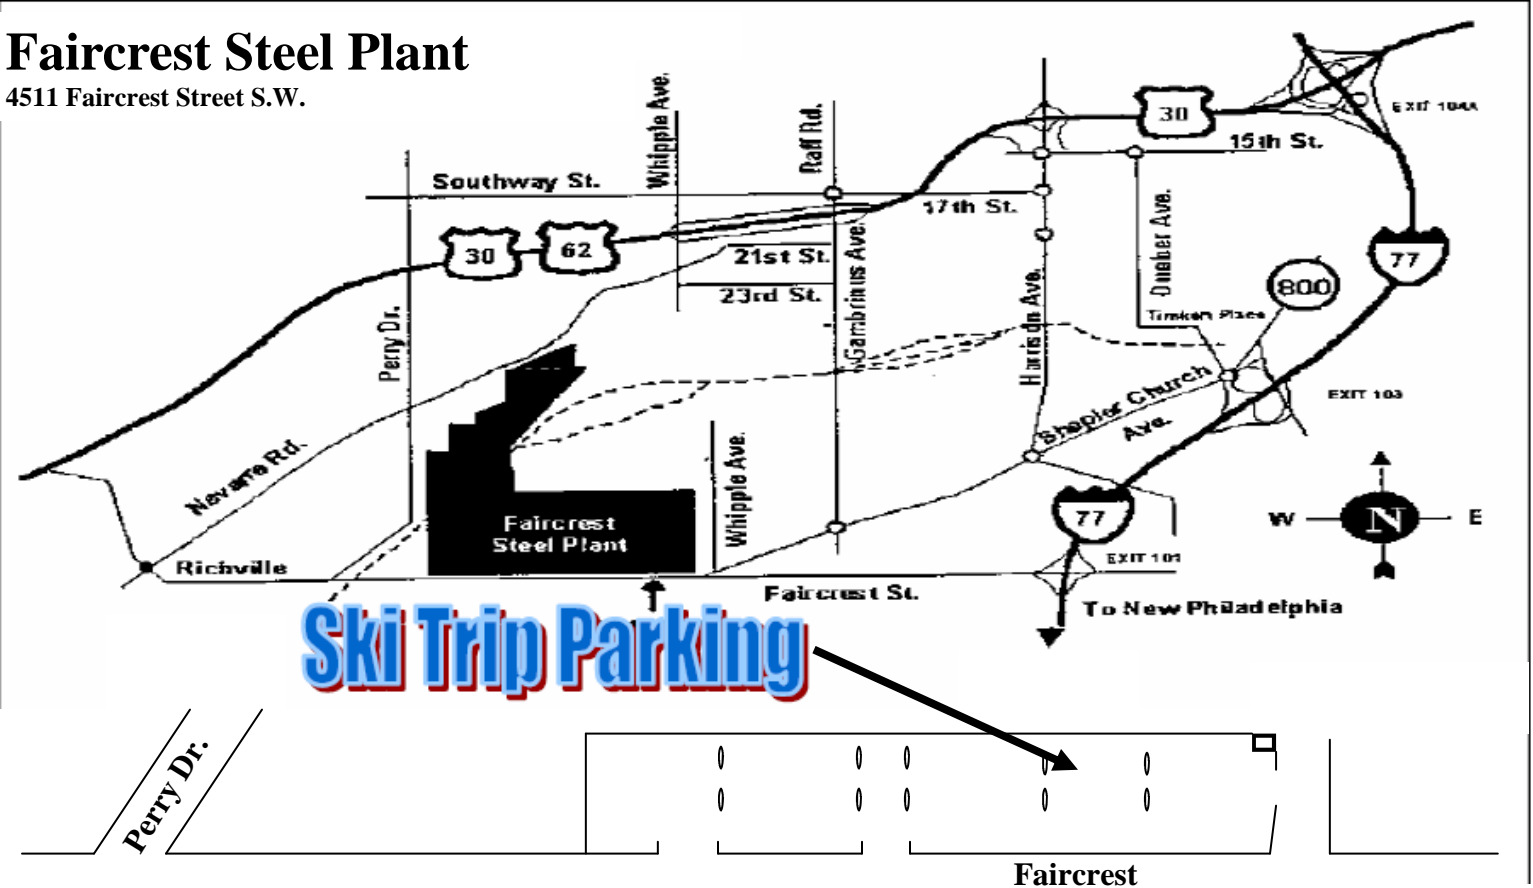 Faircrest Steel Plant
4511 Faircrest Street S.W.
Whipple Ave.
Raff Rd.
30
EXIT 104A
15th St.
Southway St.
17th St.
30
62
21st St.
23rd St.
Gambrinus Ave.
Harrison Ave.
Dueber Ave.
77
800
Timken Place
Perry Dr.
Navarre Rd.
Shepler Church
Ave.
EXIT 103
Whipple Ave.
Faircrest
Steel Plant
77
W
N
E
Richville
EXIT 101
Faircrest St.
To New Philadelphia
Ski Trip Parking
Perry Dr.
Faircrest